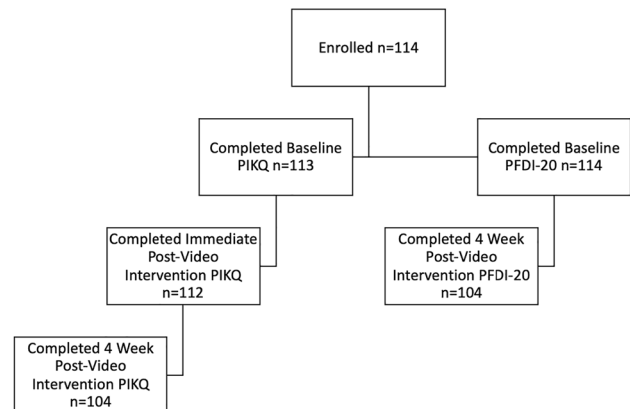 Enrolled n=114
Completed Baseline
PIKQ n=113
Completed Baseline
PFDI-20 n=114
Completed Immediate
Post-Video
Intervention PIKQ
n=112
Completed 4 Week
Post-Video
Intervention PFDI-20
n=104
Completed 4 Week
Post-Video
Intervention PIKQ
n=104